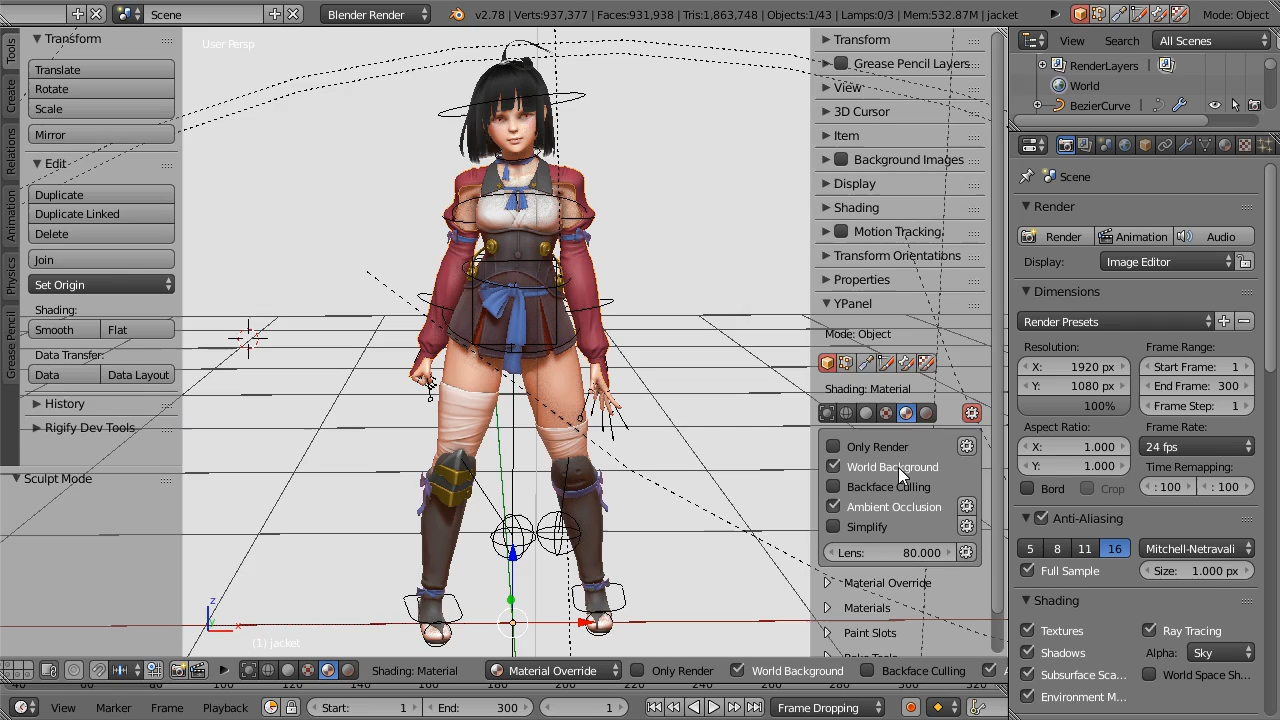 Scene
Blender Render
v2.78 | Verts:937,377 | Faces:931,938 | Tris:1,863,748 | Objects:1/43 | Lamps:0/3 | Mem:532.87M | jacket
Mode: Object
User Persp
Tools
Create
Relations
Animation
Physics
Grease Pencil
Transform
Translate
Rotate
Scale
Mirror
Edit
Duplicate
Duplicate Linked
Delete
Join
Set Origin
Shading:
Smooth Flat
Data Transfer:
Data Data Layout
History
Rigify Dev Tools
Sculpt Mode
z
y
x
(1) jacket
Transform
Grease Pencil Layers
View
3D Cursor
Item
Background Images
Display
Shading
Motion Tracking
Transform Orientations
Properties
YPanel
Mode: Object
Shading: Material
Only Render
World Background
Backface Culling
Ambient Occlusion
Simplify
Lens: 80.000
Material Override
Materials
Paint Slots
View Search All Scenes
RenderLayers
World
BezierCurve
Scene
Render
Render Animation Audio
Display: Image Editor
Dimensions
Render Presets
Resolution: Frame Range:
X: 1920 px Start Frame: 1
Y: 1080 px End Frame: 300
100% Frame Step: 1
Aspect Ratio: Frame Rate:
X: 1.000 24 fps
Y: 1.000 Time Remapping:
Bord Crop : 100 : 100
Anti-Aliasing
5 8 11 16 Mitchell-Netravali
Full Sample Size: 1.000 px
Shading
Textures Ray Tracing
Shadows Alpha: Sky
Subsurface Sca... World Space Sh...
Environment M...
Shading: Material Material Override Only Render World Background Backface Culling A
View Marker Frame Playback Start: 1 End: 300 1 Frame Dropping